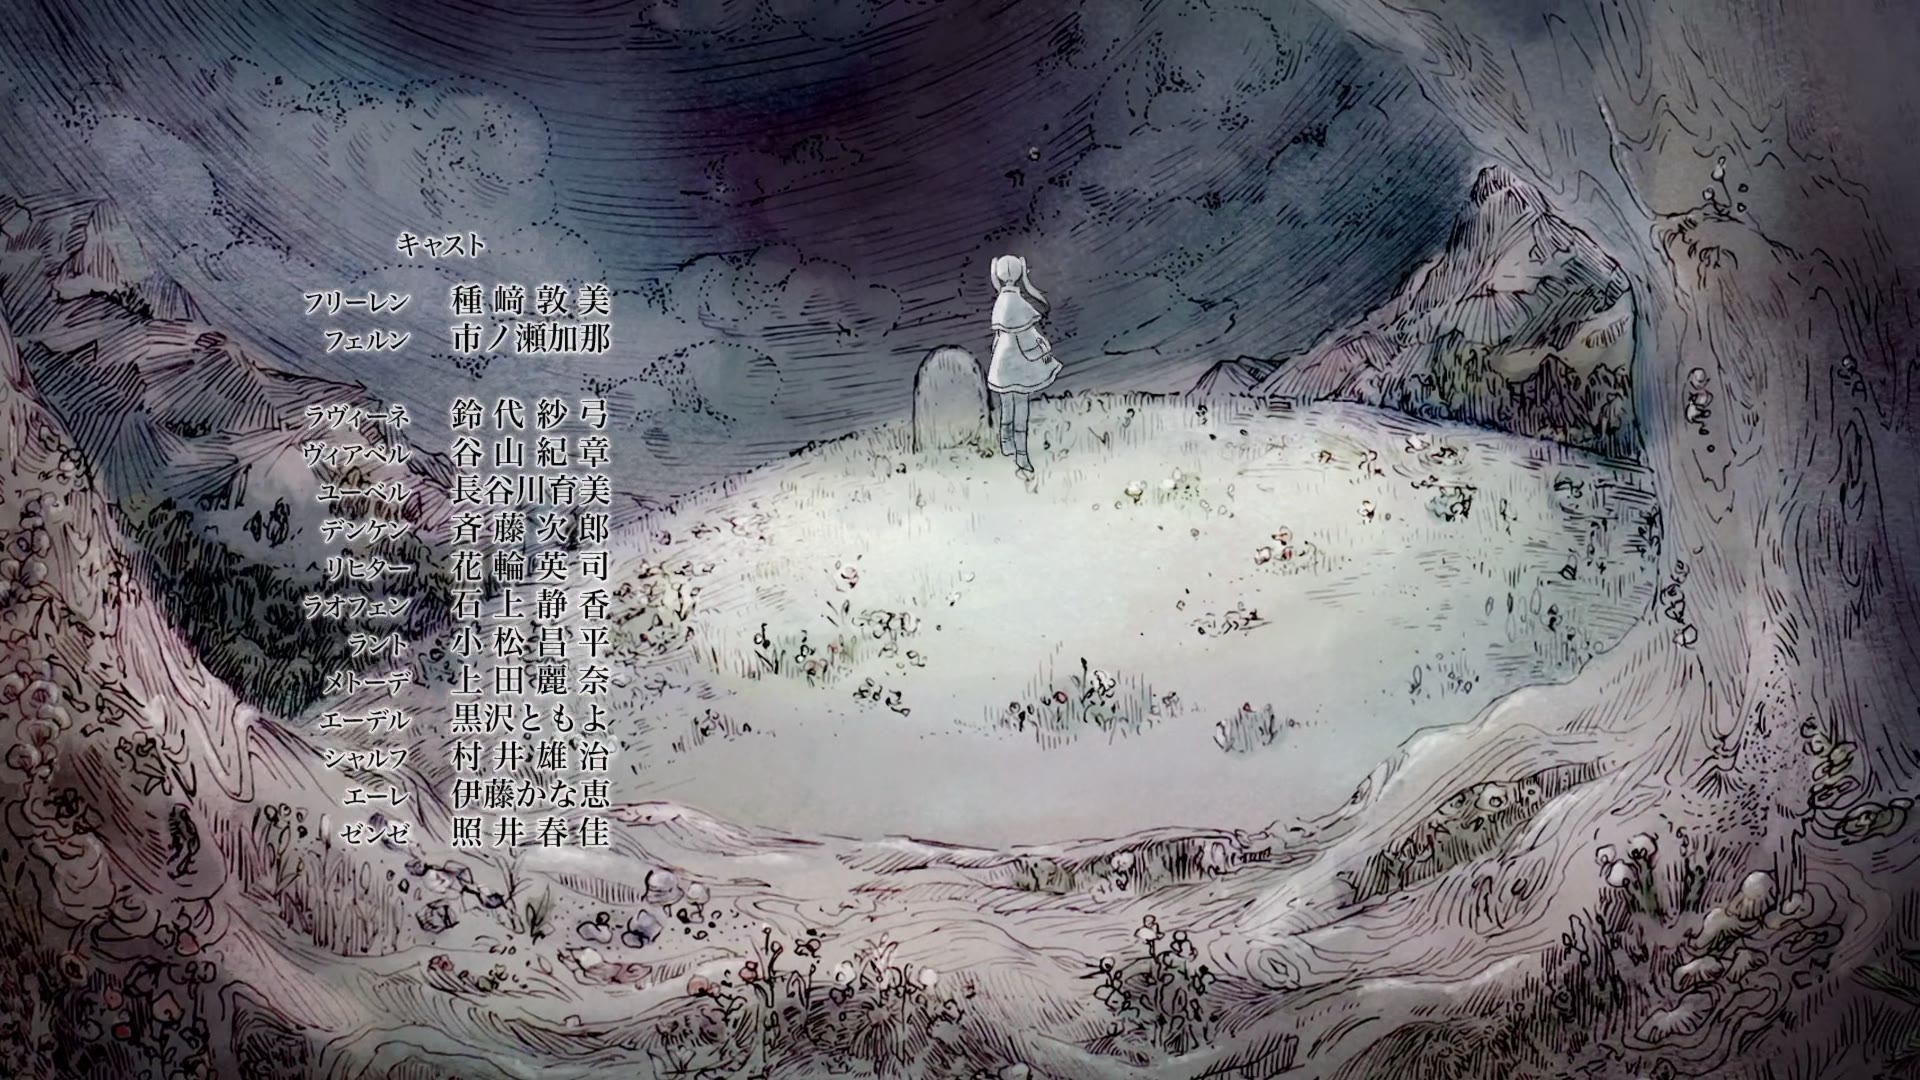 キャスト
フリーレン 種﨑敦美
フェルン 市ノ瀬加那
ラヴィーネ 鈴代紗弓
ヴィアベル 谷山紀章
ユーベル 長谷川育美
デンケン 斉藤次郎
リヒター 花輪英司
ラオフェン 石上静香
ラント 小松昌平
メトーデ 上田麗奈
エーデル 黒沢ともよ
シャルフ 村井雄治
エーレ 伊藤かな恵
ゼンゼ 照井春佳